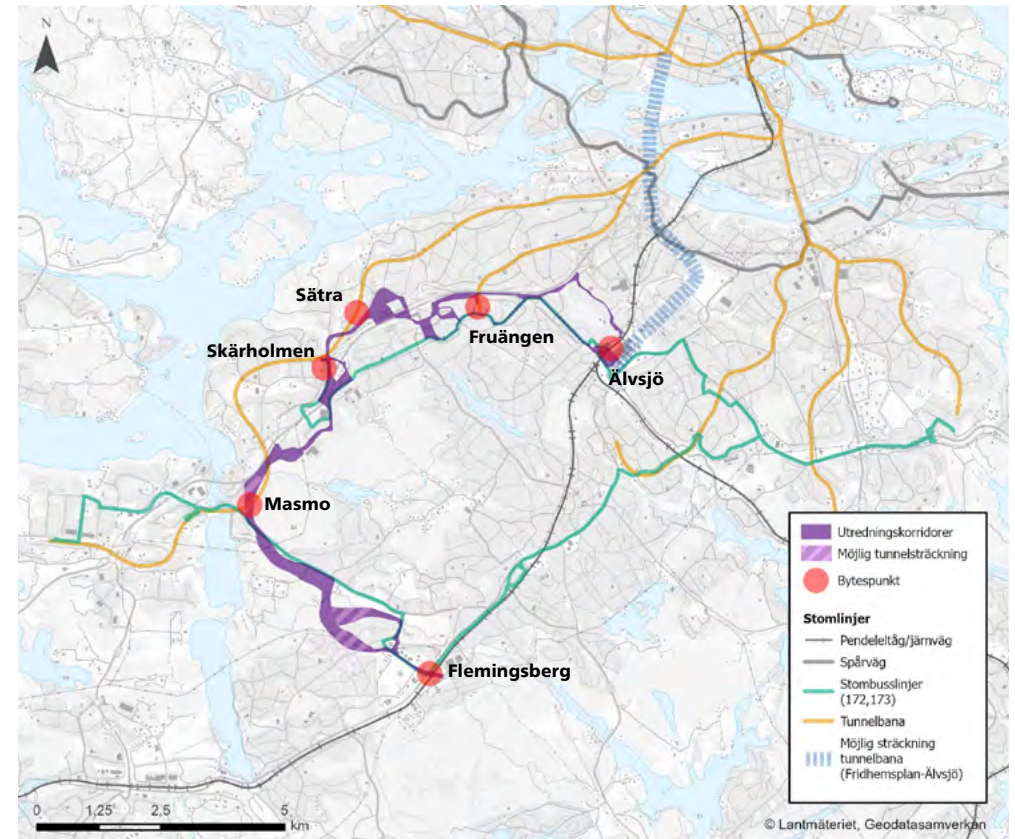 N
Sätra
Skärholmen
Fruängen
Älvsjö
Masmo
Flemingsberg
Utredningskorridorer
Möjlig tunnelsträckning
Bytespunkt
Stomlinjer
Pendeleltåg/järnväg
Spårväg
Stombusslinjer
(172,173)
Tunnelbana
Möjlig sträckning
tunnelbana
(Fridhemsplan-Älvsjö)
0 1,25 2,5 5
km
© Lantmäteriet, Geodatasamverkan